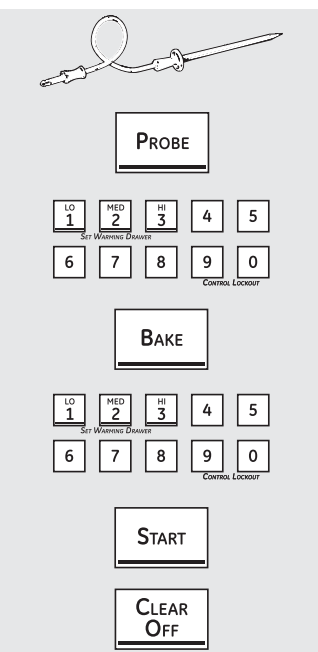 PROBE
LO MED HI
1 2 3 4 5
SET WARMING DRAWER
6 7 8 9 0
CONTROL LOCKOUT
BAKE
LO MED HI
1 2 3 4 5
SET WARMING DRAWER
6 7 8 9 0
CONTROL LOCKOUT
START
CLEAR
OFF